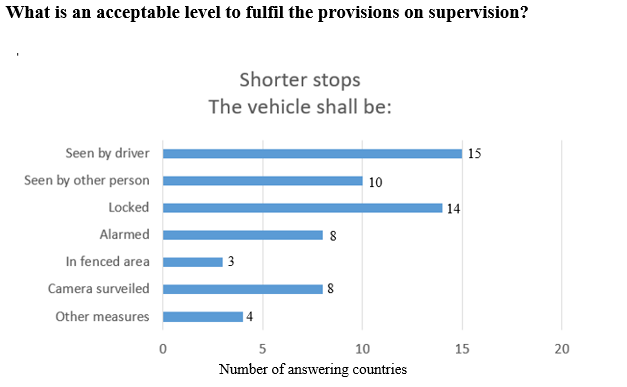 What is an acceptable level to fulfil the provisions on supervision?
Shorter stops
The vehicle shall be:
Seen by driver 15
Seen by other person 10
Locked 14
Alarmed 8
In fenced area 3
Camera surveiled 8
Other measures 4
0 5 10 15 20
Number of answering countries